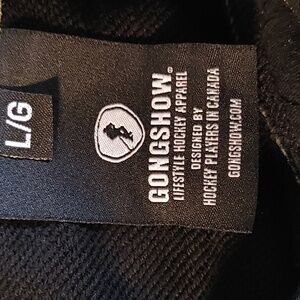 L/G
GONGSHOW®
LIFESTYLE HOCKEY APPAREL
DESIGNED BY
HOCKEY PLAYERS IN CANADA
GONGSHOW.COM